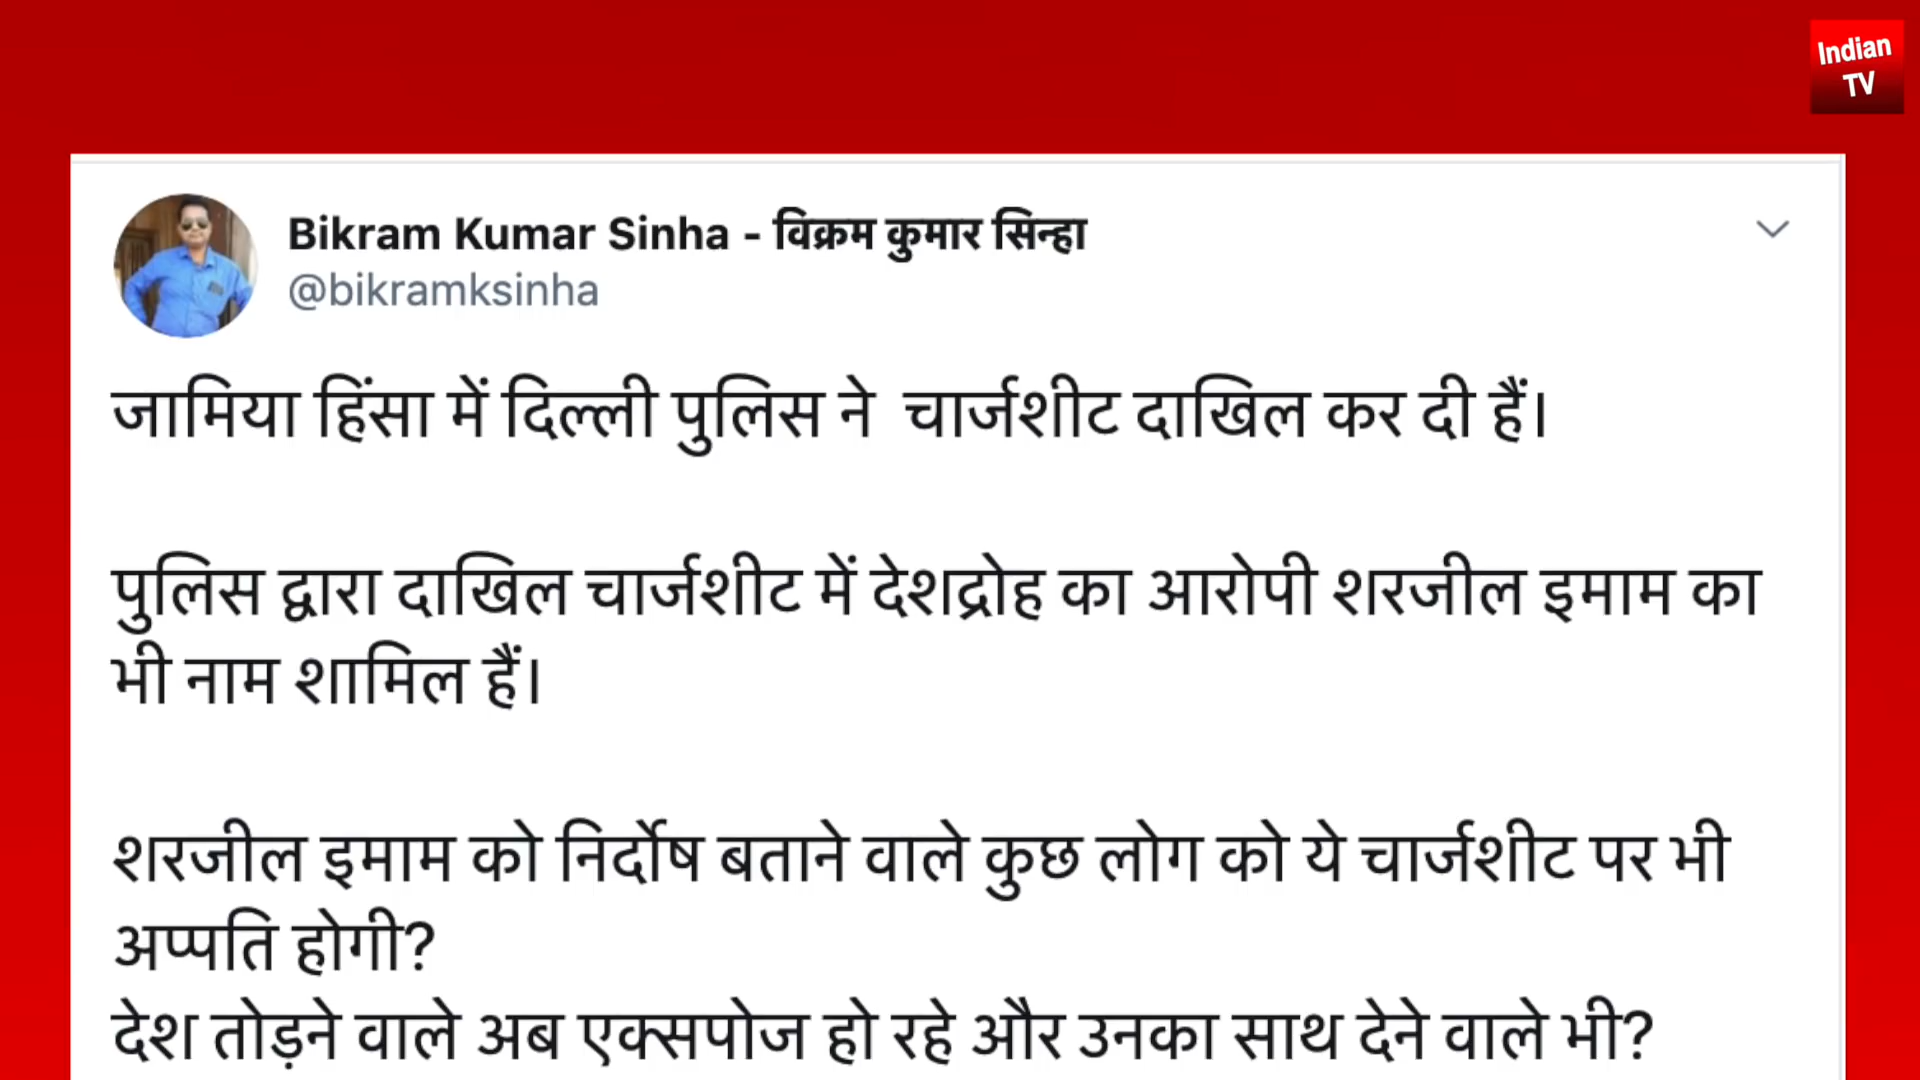 Indian
TV
Bikram Kumar Sinha - विक्रम कुमार सिन्हा
@bikramksinha
जामिया हिंसा में दिल्ली पुलिस ने चार्जशीट दाखिल कर दी हैं।
पुलिस द्वारा दाखिल चार्जशीट में देशद्रोह का आरोपी शरजील इमाम का
भी नाम शामिल हैं।
शरजील इमाम को निर्दोष बताने वाले कुछ लोग को ये चार्जशीट पर भी
अप्पति होगी?
देश तोड़ने वाले अब एक्सपोज हो रहे और उनका साथ देने वाले भी?